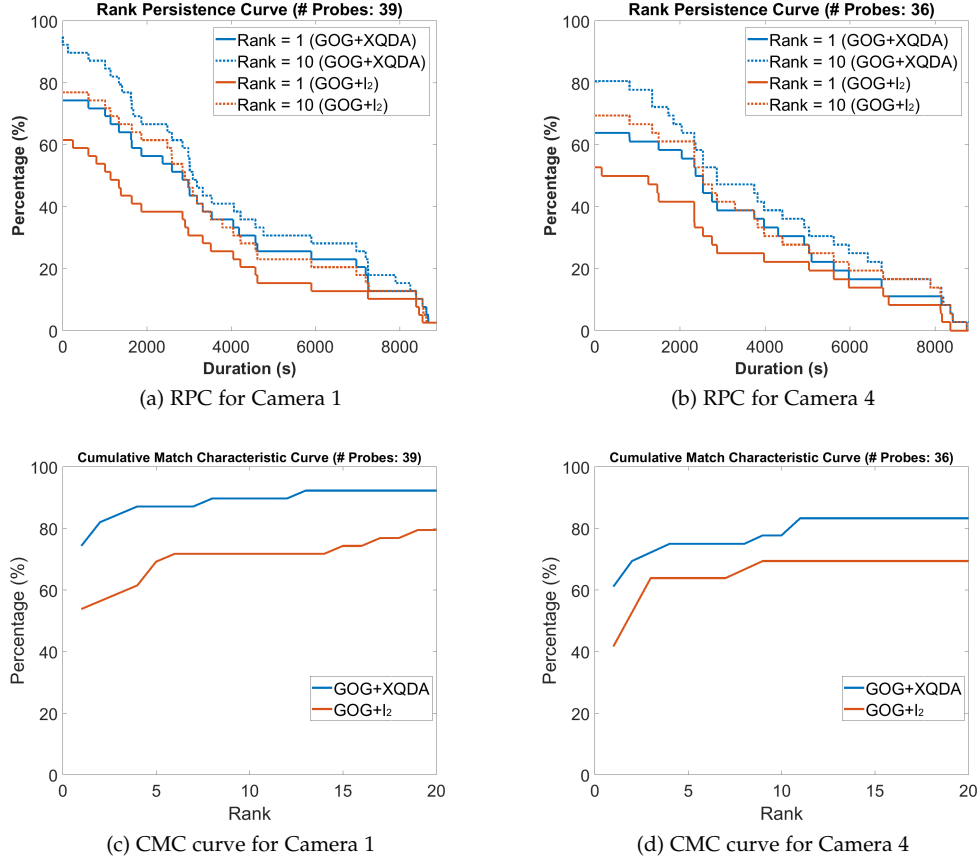 Rank Persistence Curve (# Probes: 39)
100
80
60
40
20
0
Percentage (%)
Rank = 1 (GOG+XQDA)
Rank = 10 (GOG+XQDA)
Rank = 1 (GOG+l2)
Rank = 10 (GOG+l2)
0 2000 4000 6000 8000
Duration (s)
(a) RPC for Camera 1
Rank Persistence Curve (# Probes: 36)
100
80
60
40
20
0
Percentage (%)
Rank = 1 (GOG+XQDA)
Rank = 10 (GOG+XQDA)
Rank = 1 (GOG+l2)
Rank = 10 (GOG+l2)
0 2000 4000 6000 8000
Duration (s)
(b) RPC for Camera 4
Cumulative Match Characteristic Curve (# Probes: 39)
100
80
60
40
20
0
Percentage (%)
GOG+XQDA
GOG+l2
0 5 10 15 20
Rank
(c) CMC curve for Camera 1
Cumulative Match Characteristic Curve (# Probes: 36)
100
80
60
40
20
0
Percentage (%)
GOG+XQDA
GOG+l2
0 5 10 15 20
Rank
(d) CMC curve for Camera 4